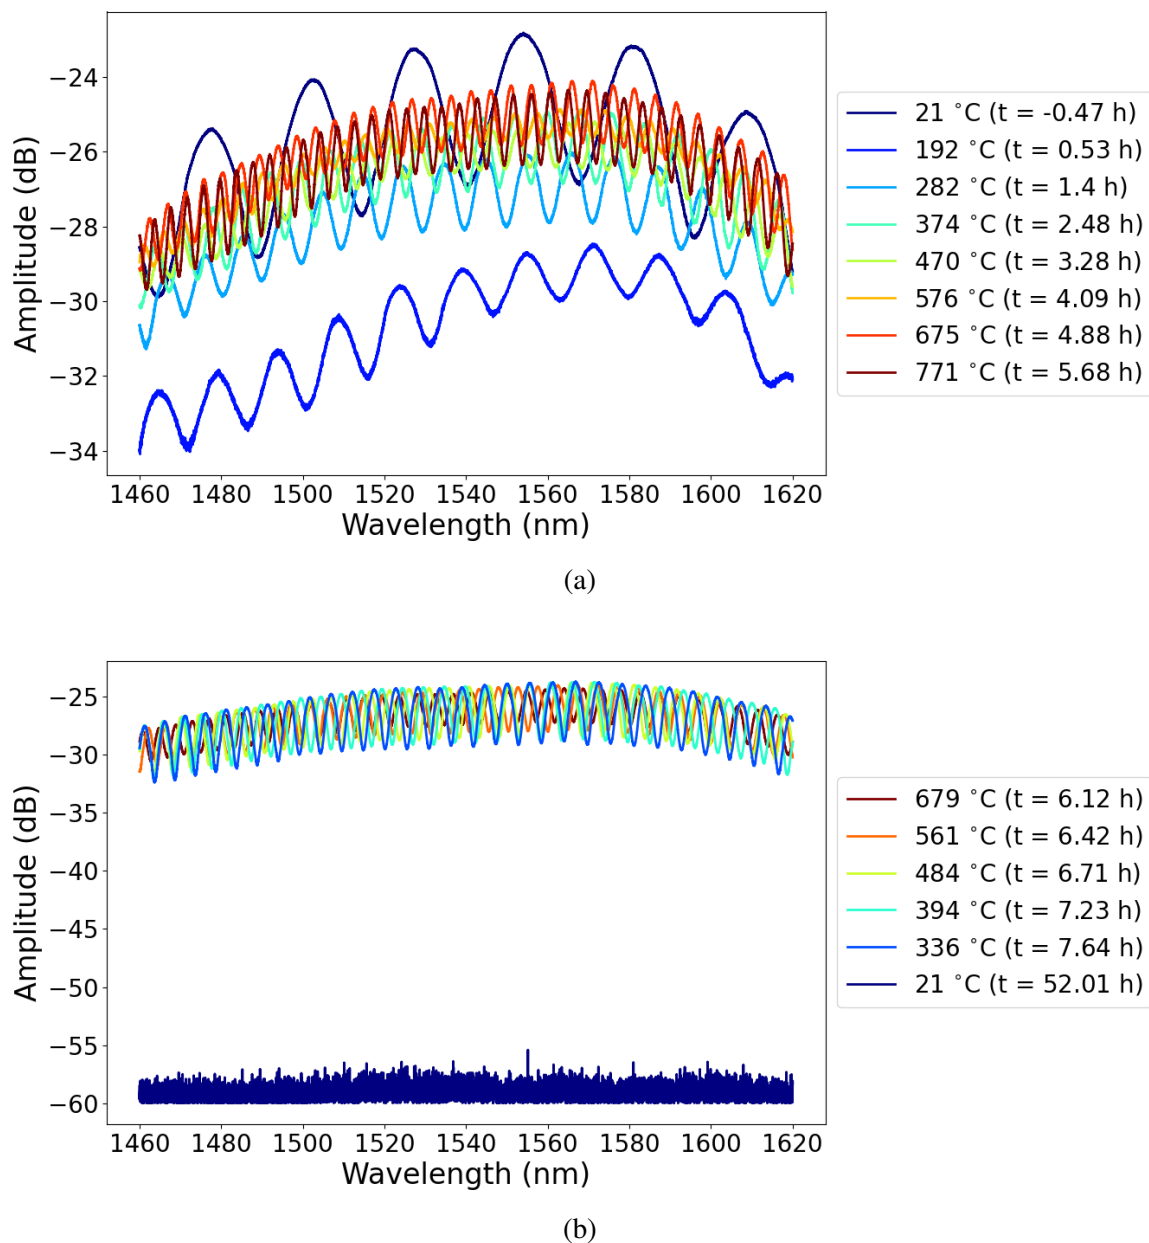 −24
−26
−28
−30
−32
−34
Amplitude (dB)
1460 1480 1500 1520 1540 1560 1580 1600 1620
Wavelength (nm)
21 °C (t = -0.47 h)
192 °C (t = 0.53 h)
282 °C (t = 1.4 h)
374 °C (t = 2.48 h)
470 °C (t = 3.28 h)
576 °C (t = 4.09 h)
675 °C (t = 4.88 h)
771 °C (t = 5.68 h)
(a)
−25
−30
−35
−40
−45
−50
−55
−60
Amplitude (dB)
1460 1480 1500 1520 1540 1560 1580 1600 1620
Wavelength (nm)
679 °C (t = 6.12 h)
561 °C (t = 6.42 h)
484 °C (t = 6.71 h)
394 °C (t = 7.23 h)
336 °C (t = 7.64 h)
21 °C (t = 52.01 h)
(b)